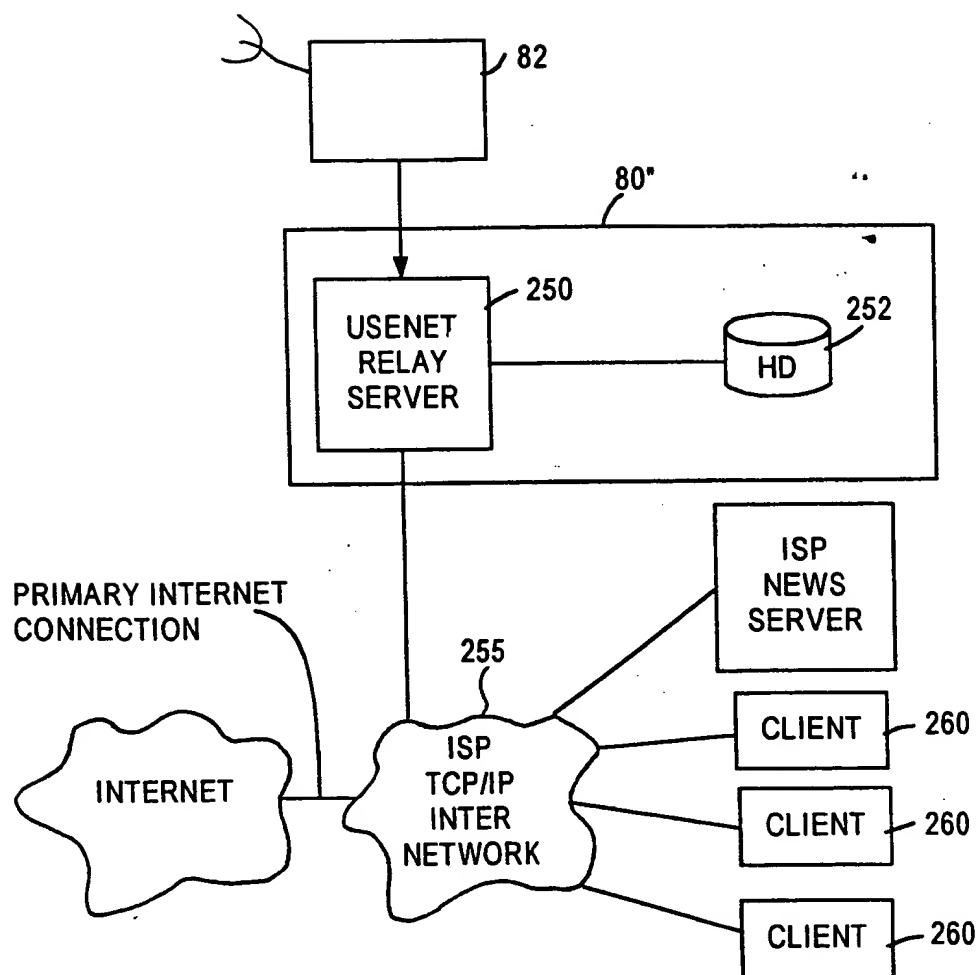 82
80"
250
USENET
RELAY
SERVER
252
HD
ISP
NEWS
SERVER
PRIMARY INTERNET
CONNECTION
255
INTERNET
ISP
TCP/IP
INTER
NETWORK
CLIENT
260
CLIENT
260
CLIENT
260